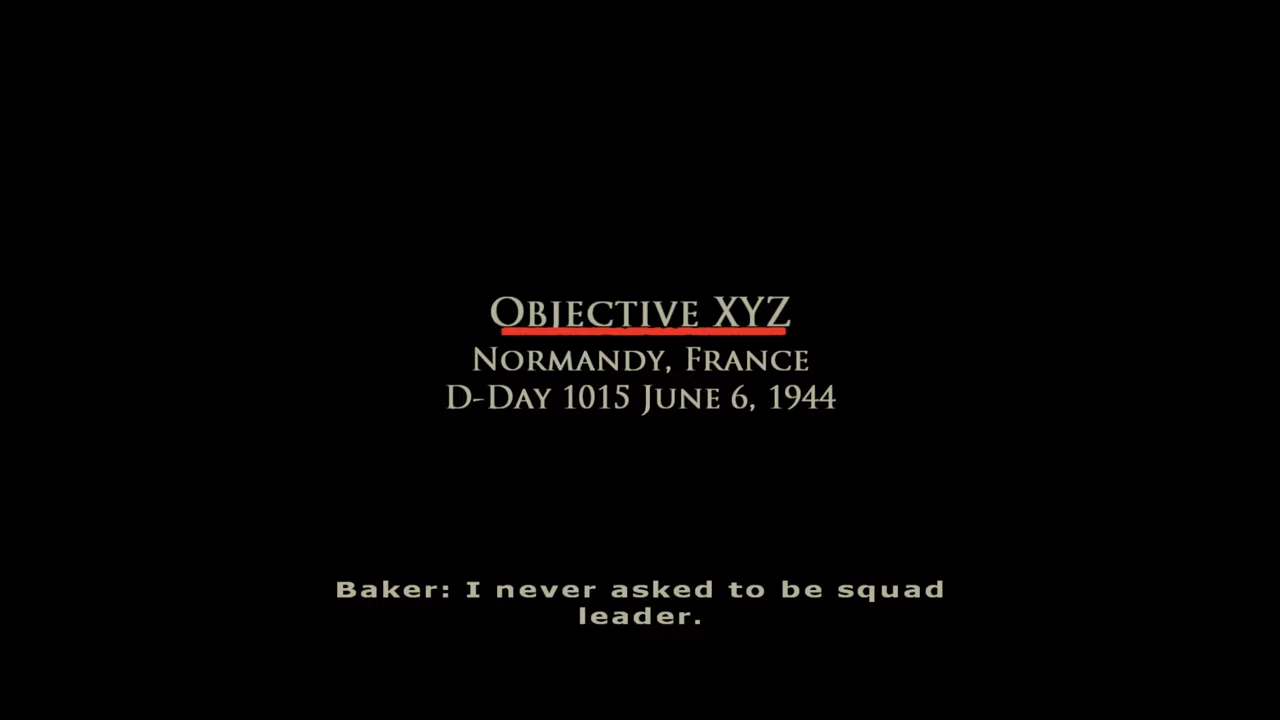 Objective XYZ
Normandy, France
D-Day 1015 June 6, 1944
Baker: I never asked to be squad
leader.